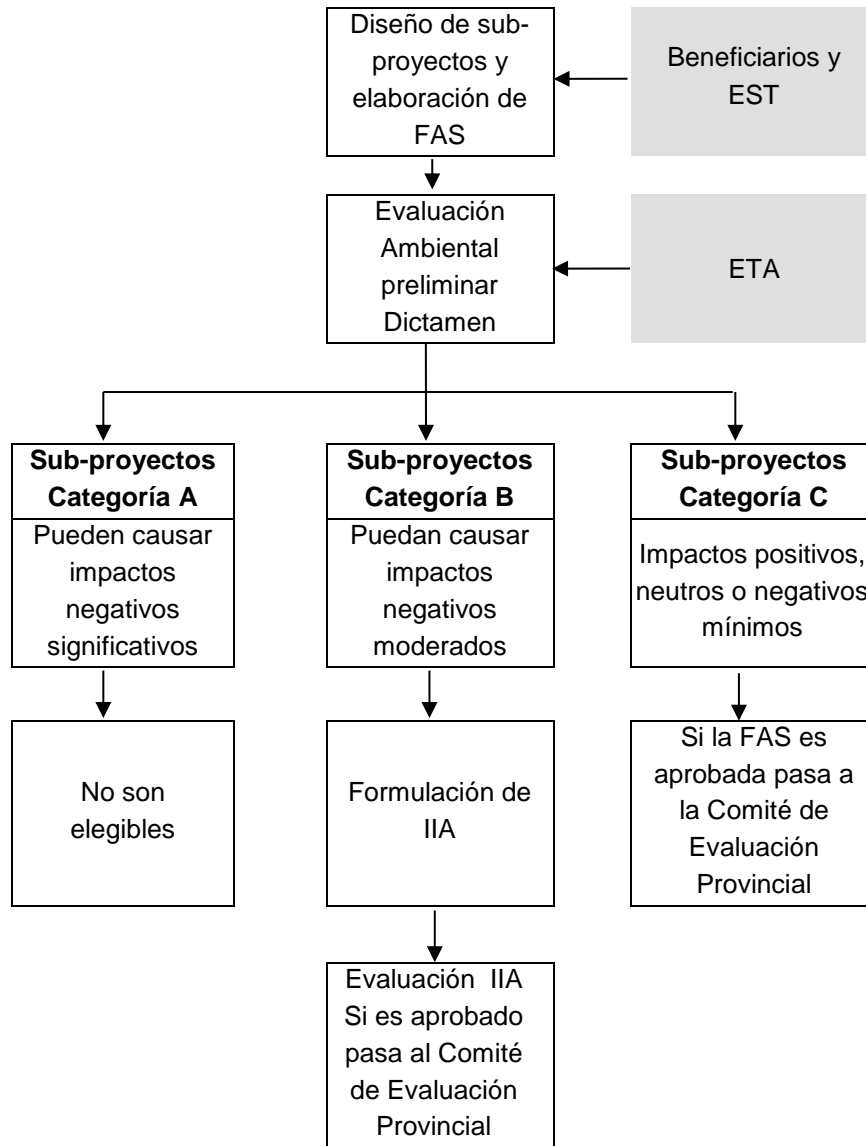 Diseño de sub-
proyectos y
elaboración de
FAS
Beneficiarios y
EST
Evaluación
Ambiental
preliminar
Dictamen
ETA
Sub-proyectos
Categoría A
Pueden causar
impactos
negativos
significativos
Sub-proyectos
Categoría B
Puedan causar
impactos
negativos
moderados
Sub-proyectos
Categoría C
Impactos positivos,
neutros o negativos
mínimos
No son
elegibles
Formulación de
IIA
Si la FAS es
aprobada pasa a
la Comité de
Evaluación
Provincial
Evaluación IIA
Si es aprobado
pasa al Comité
de Evaluación
Provincial